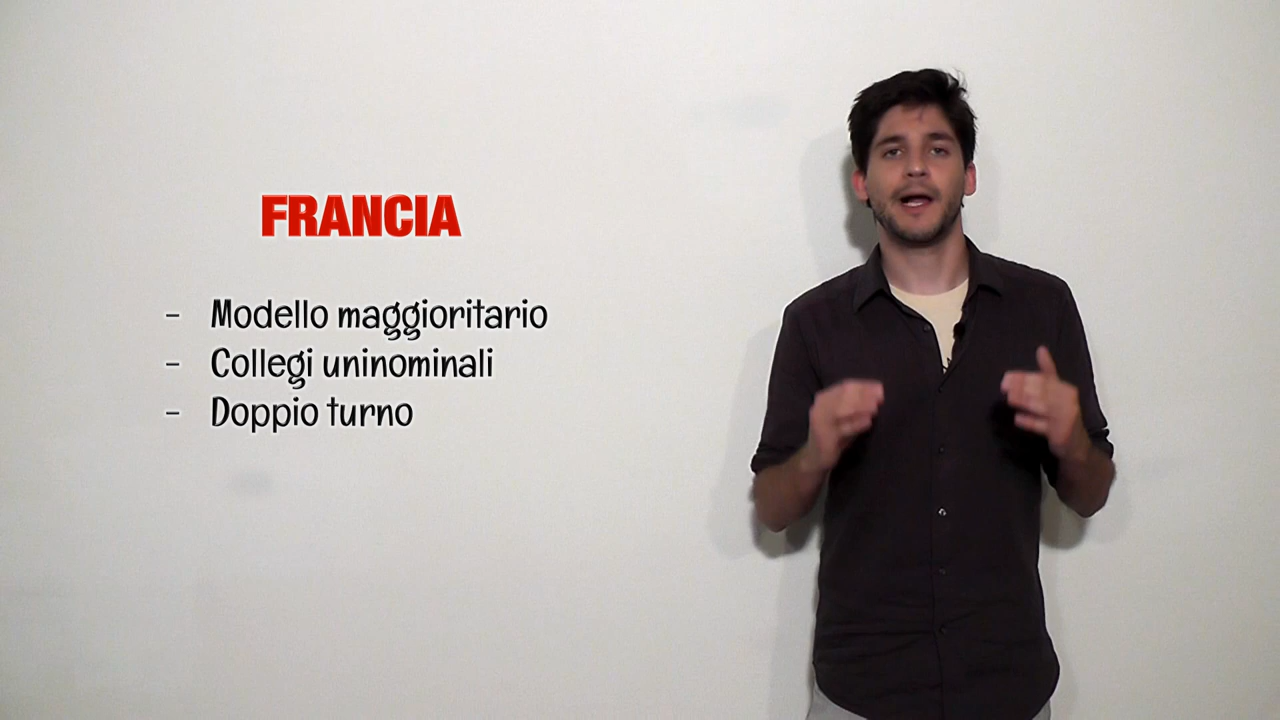 FRANCIA
- Modello maggioritario
- Collegi uninominali
- Doppio turno